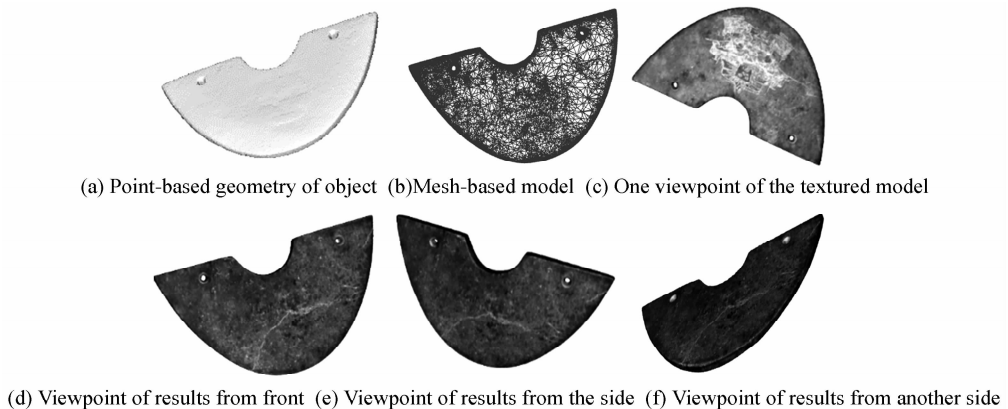 (a) Point-based geometry of object (b)Mesh-based model (c) One viewpoint of the textured model
(d) Viewpoint of results from front (e) Viewpoint of results from the side (f) Viewpoint of results from another side